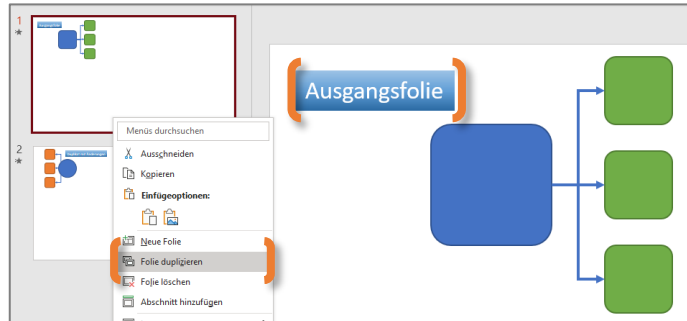 1
Ausgangsfolie
2
Menüs durchsuchen
Ausschneiden
Kopieren
Einfügeoptionen:
Neue Folie
Folie duplizieren
Folie löschen
Abschnitt hinzufügen